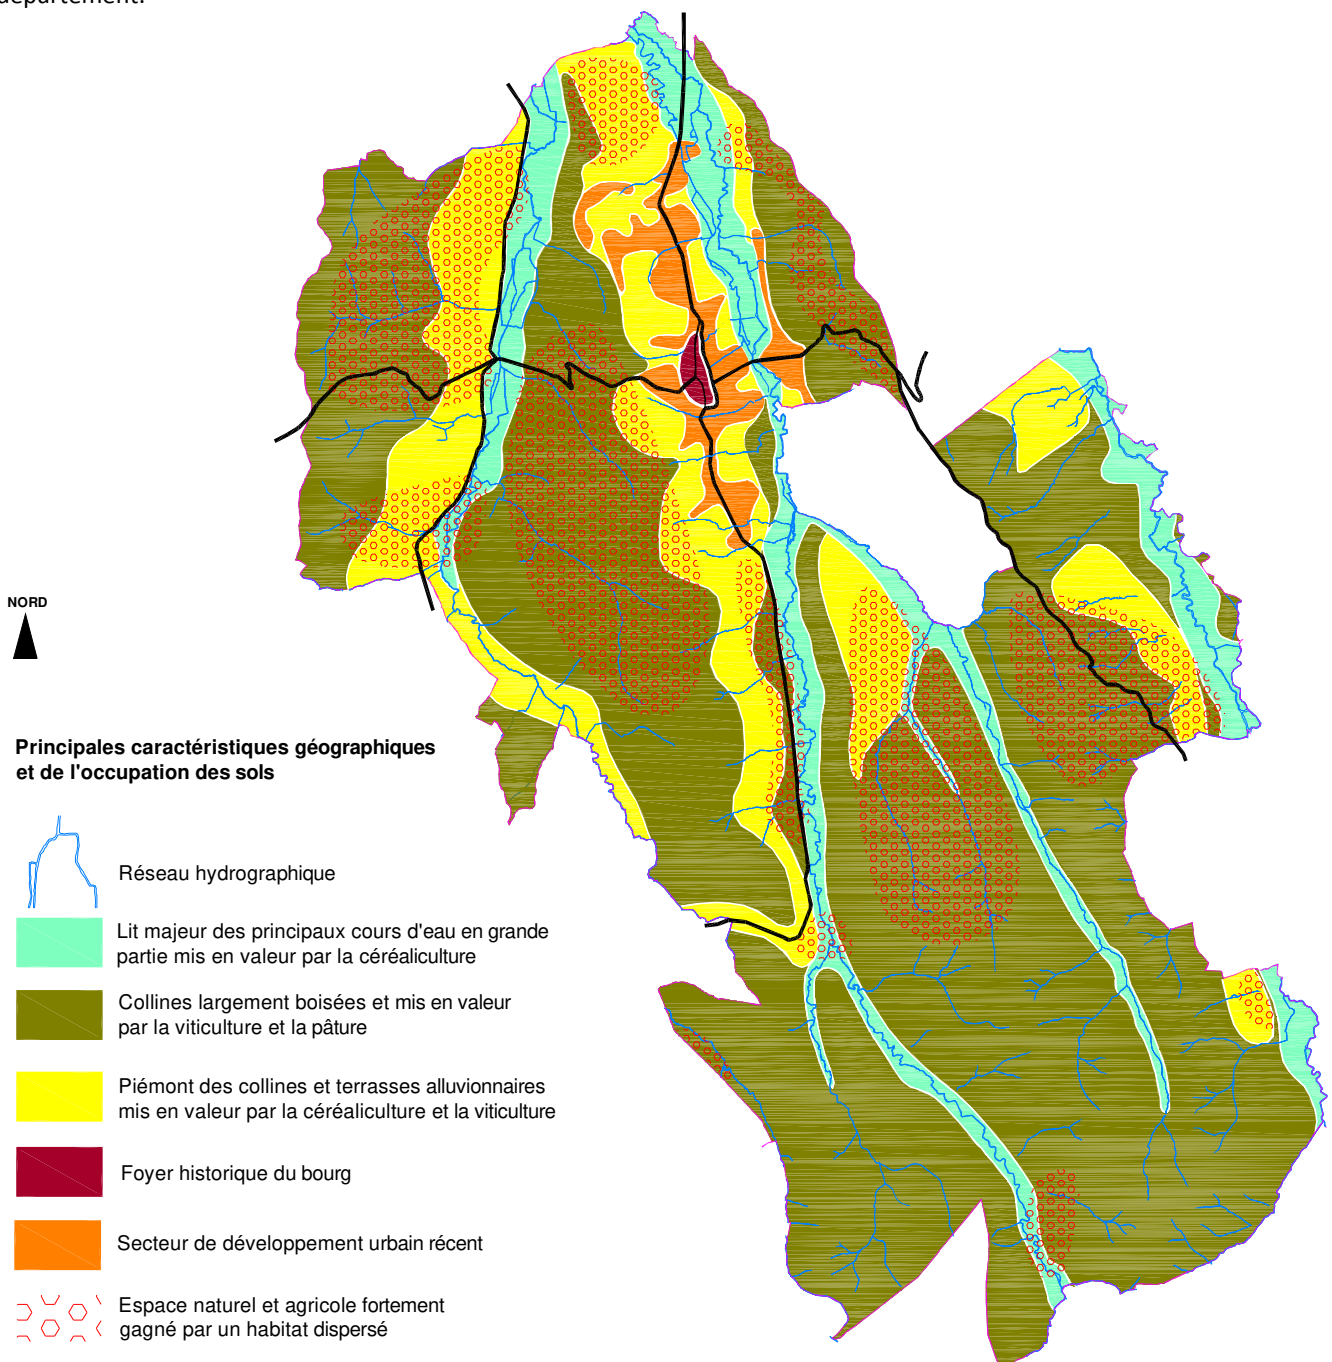 département.
NORD
Principales caractéristiques géographiques
et de l'occupation des sols
Réseau hydrographique
Lit majeur des principaux cours d'eau en grande
partie mis en valeur par la céréaliculture
Collines largement boisées et mis en valeur
par la viticulture et la pâture
Piémont des collines et terrasses alluvionnaires
mis en valeur par la céréaliculture et la viticulture
Foyer historique du bourg
Secteur de développement urbain récent
Espace naturel et agricole fortement
gagné par un habitat dispersé